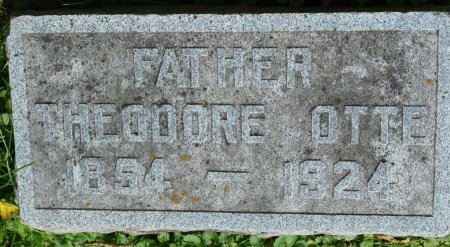 FATHER
THEODORE OTTE
1854 — 1924